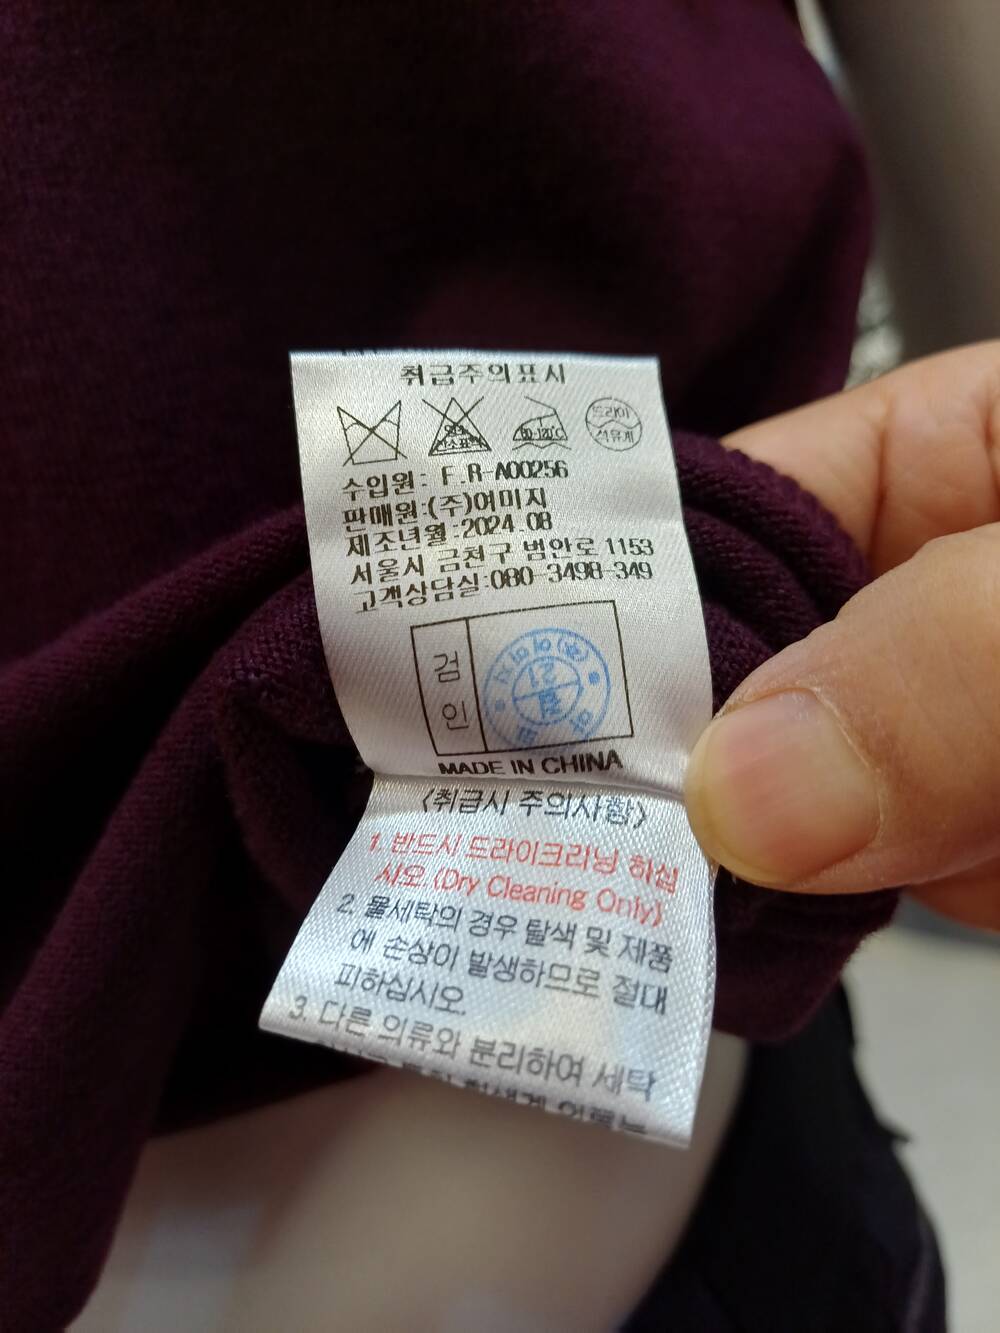 취급주의표시
80-120℃
드라이
석유계
수입원: F.R-A00256
판매원:(주)여미지
제조년월:2024.08
서울시 금천구 범안로 1153
고객상담실:080-3498-349
검
인
MADE IN CHINA
<취급시 주의사항>
1. 반드시 드라이크리닝 하십
시오.(Dry Cleaning Only)
2. 물세탁의 경우 탈색 및 제품
에 손상이 발생하므로 절대
피하십시오.
3. 다른 의류와 분리하여 세탁